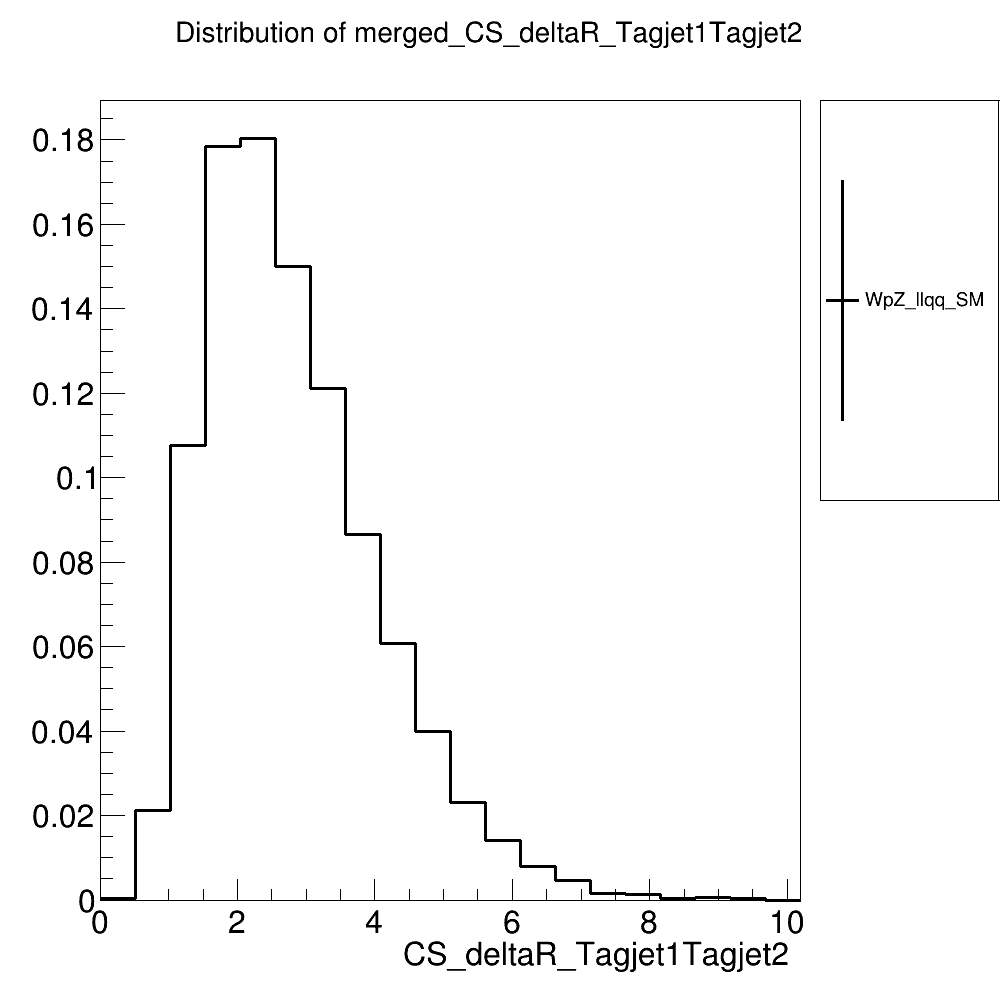 Distribution of merged_CS_deltaR_Tagjet1Tagjet2
0.18
0.16
0.14
0.12
0.1
0.08
0.06
0.04
0.02
0
0 2 4 6 8 10
CS_deltaR_Tagjet1Tagjet2
WpZ_llqq_SM